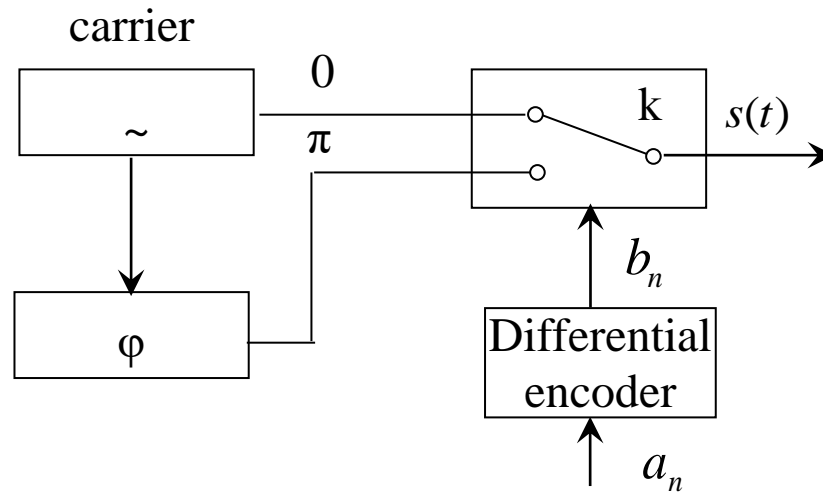 carrier
0
~
π
k
s(t)
φ
b_n
Differential
encoder
a_n